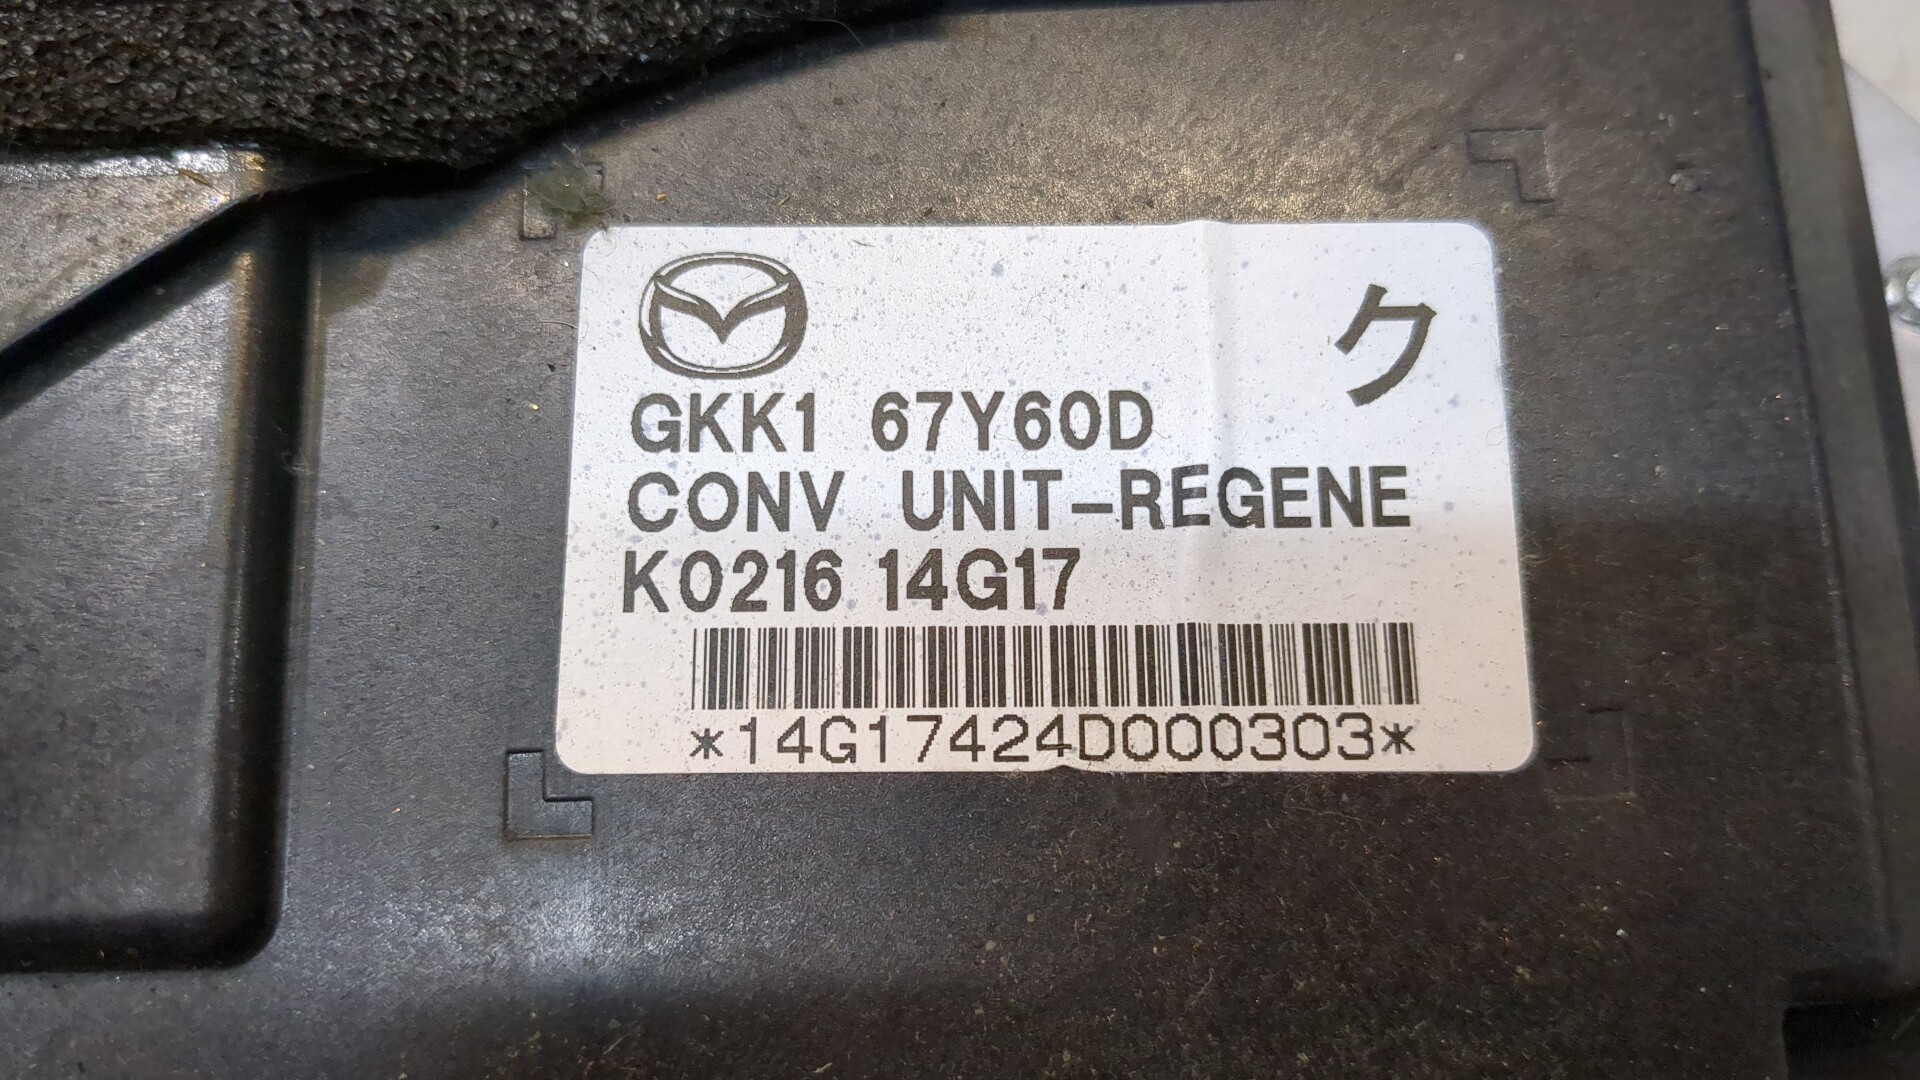 ク
GKK1 67Y60D
CONV UNIT-REGENE
K0216 14G17
*14G17424D000303*